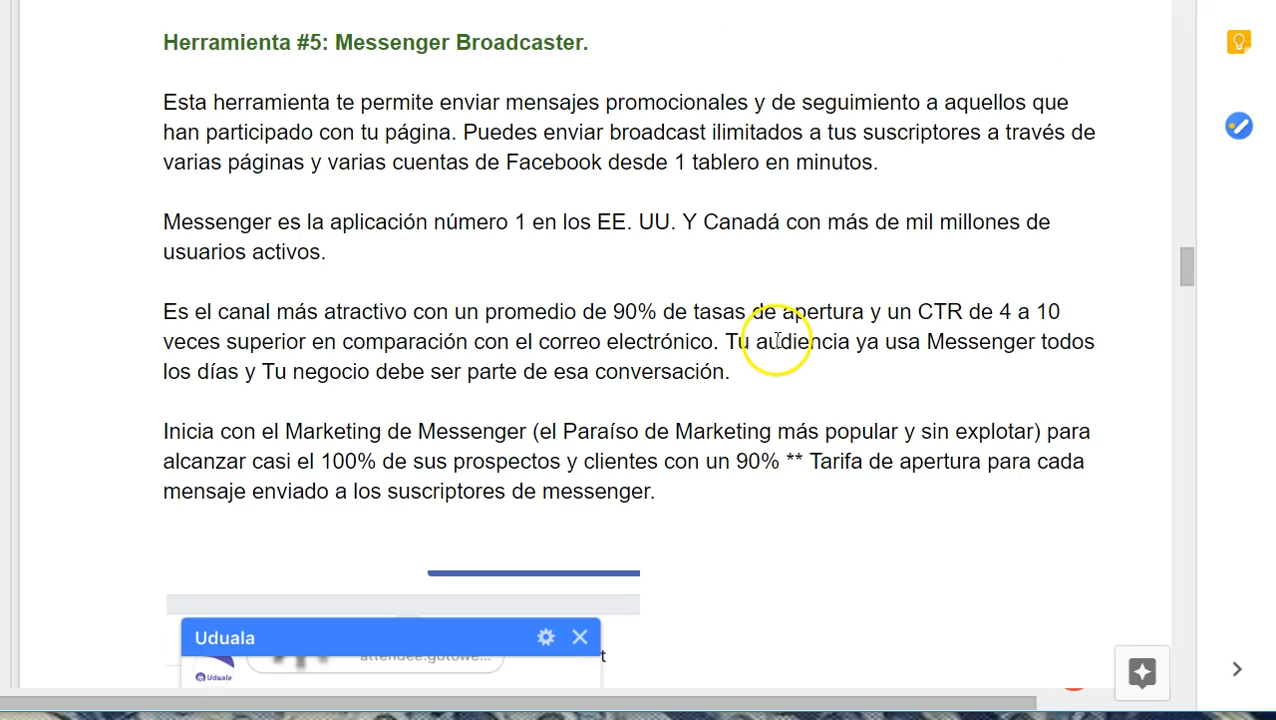 Herramienta #5: Messenger Broadcaster.
Esta herramienta te permite enviar mensajes promocionales y de seguimiento a aquellos que
han participado con tu página. Puedes enviar broadcast ilimitados a tus suscriptores a través de
varias páginas y varias cuentas de Facebook desde 1 tablero en minutos.
Messenger es la aplicación número 1 en los EE. UU. Y Canadá con más de mil millones de
usuarios activos.
Es el canal más atractivo con un promedio de 90% de tasas de apertura y un CTR de 4 a 10
veces superior en comparación con el correo electrónico. Tu audiencia ya usa Messenger todos
los días y Tu negocio debe ser parte de esa conversación.
Inicia con el Marketing de Messenger (el Paraíso de Marketing más popular y sin explotar) para
alcanzar casi el 100% de sus prospectos y clientes con un 90% ** Tarifa de apertura para cada
mensaje enviado a los suscriptores de messenger.
Uduala
attendee.gotowe... t
Uduala